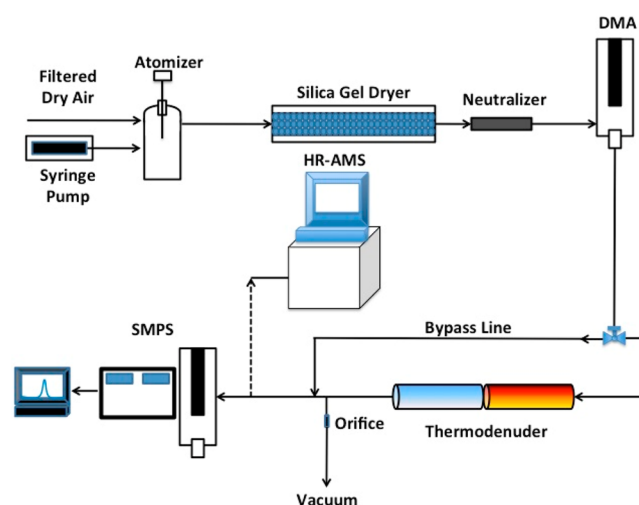 DMA
Filtered
Dry Air
Atomizer
Silica Gel Dryer
Neutralizer
Syringe
Pump
HR-AMS
SMPS
Bypass Line
Orifice
Thermodenuder
Vacuum